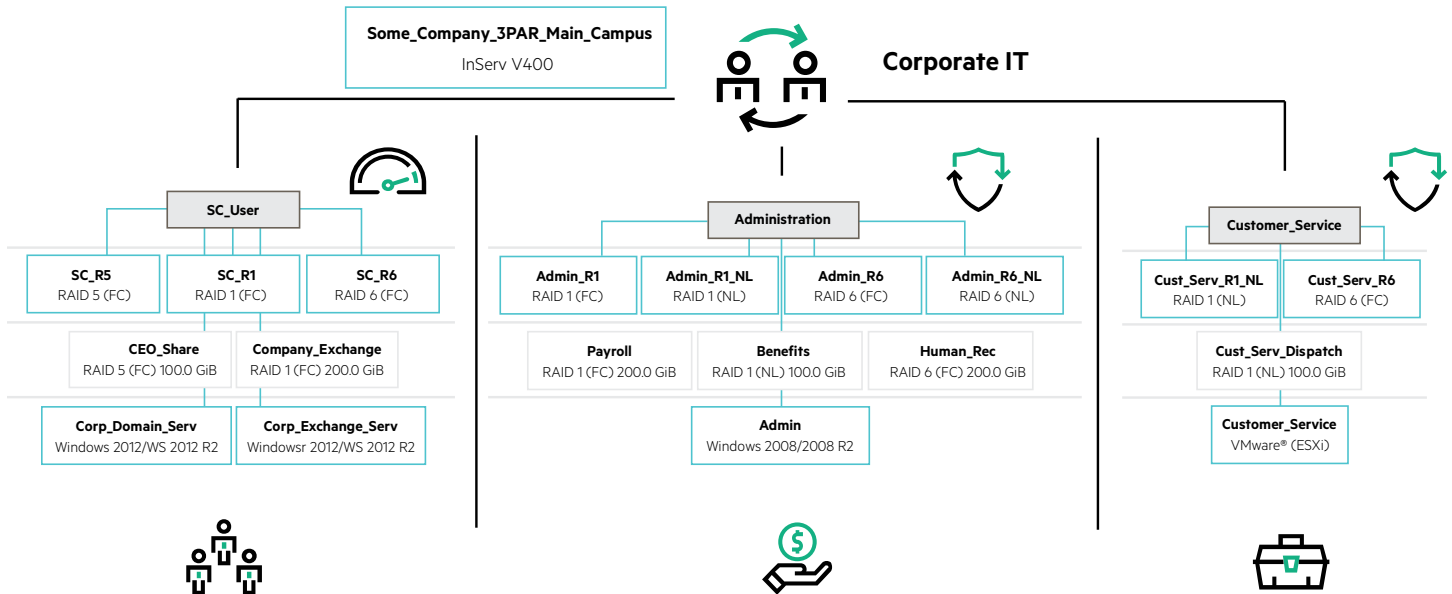 Some_Company_3PAR_Main_Campus
InServ V400
Corporate IT
SC_User
SC_R5
RAID 5 (FC)
SC_R1
RAID 1 (FC)
SC_R6
RAID 6 (FC)
CEO_Share
RAID 5 (FC) 100.0 GiB
Company_Exchange
RAID 1 (FC) 200.0 GiB
Corp_Domain_Serv
Windows 2012/WS 2012 R2
Corp_Exchange_Serv
Windowsr 2012/WS 2012 R2
Administration
Admin_R1
RAID 1 (FC)
Admin_R1_NL
RAID 1 (NL)
Admin_R6
RAID 6 (FC)
Admin_R6_NL
RAID 6 (NL)
Payroll
RAID 1 (FC) 200.0 GiB
Benefits
RAID 1 (NL) 100.0 GiB
Human_Rec
RAID 6 (FC) 200.0 GiB
Admin
Windows 2008/2008 R2
$
Customer_Service
Cust_Serv_R1_NL
RAID 1 (NL)
Cust_Serv_R6
RAID 6 (FC)
Cust_Serv_Dispatch
RAID 1 (NL) 100.0 GiB
Customer_Service
VMware® (ESXi)